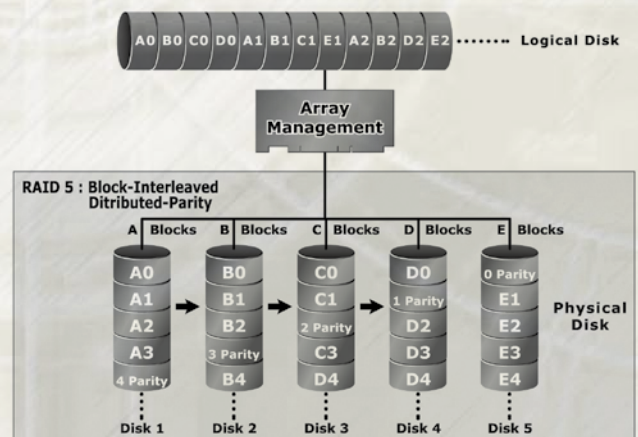 A0 B0 C0 D0 A1 B1 C1 E1 A2 B2 D2 E2 Logical Disk
Array
Management
RAID 5 : Block-Interleaved
Ditributed-Parity
A Blocks B Blocks C Blocks D Blocks E Blocks
A0 B0 C0 D0 0 Parity
A1 B1 C1 1 Parity E1
A2 B2 2 Parity D2 E2
A3 3 Parity C3 D3 E3
4 Parity B4 D4 D4 E4
Physical
Disk
Disk 1 Disk 2 Disk 3 Disk 4 Disk 5